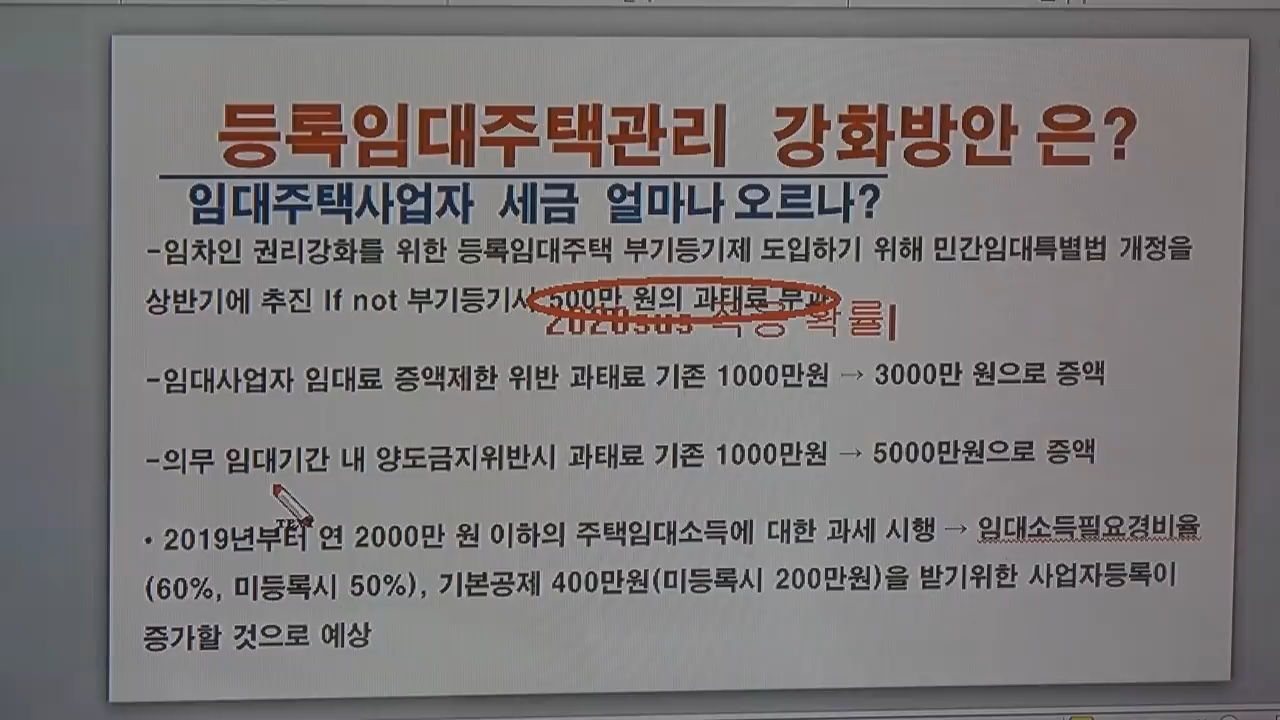 등록임대주택관리 강화방안 은?
임대주택사업자 세금 얼마나 오르나?
-임차인 권리강화를 위한 등록임대주택 부기등기제 도입하기 위해 민간임대특별법 개정을
상반기에 추진 If not 부기등기시 500만 원의 과태료 부과
확률
-임대사업자 임대료 증액제한 위반 과태료 기존 1000만원 → 3000만 원으로 증액
-의무 임대기간 내 양도금지위반시 과태료 기존 1000만원 → 5000만원으로 증액
• 2019년부터 연 2000만 원 이하의 주택임대소득에 대한 과세 시행 → 임대소득필요경비율
(60%, 미등록시 50%), 기본공제 400만원(미등록시 200만원)을 받기위한 사업자등록이
증가할 것으로 예상